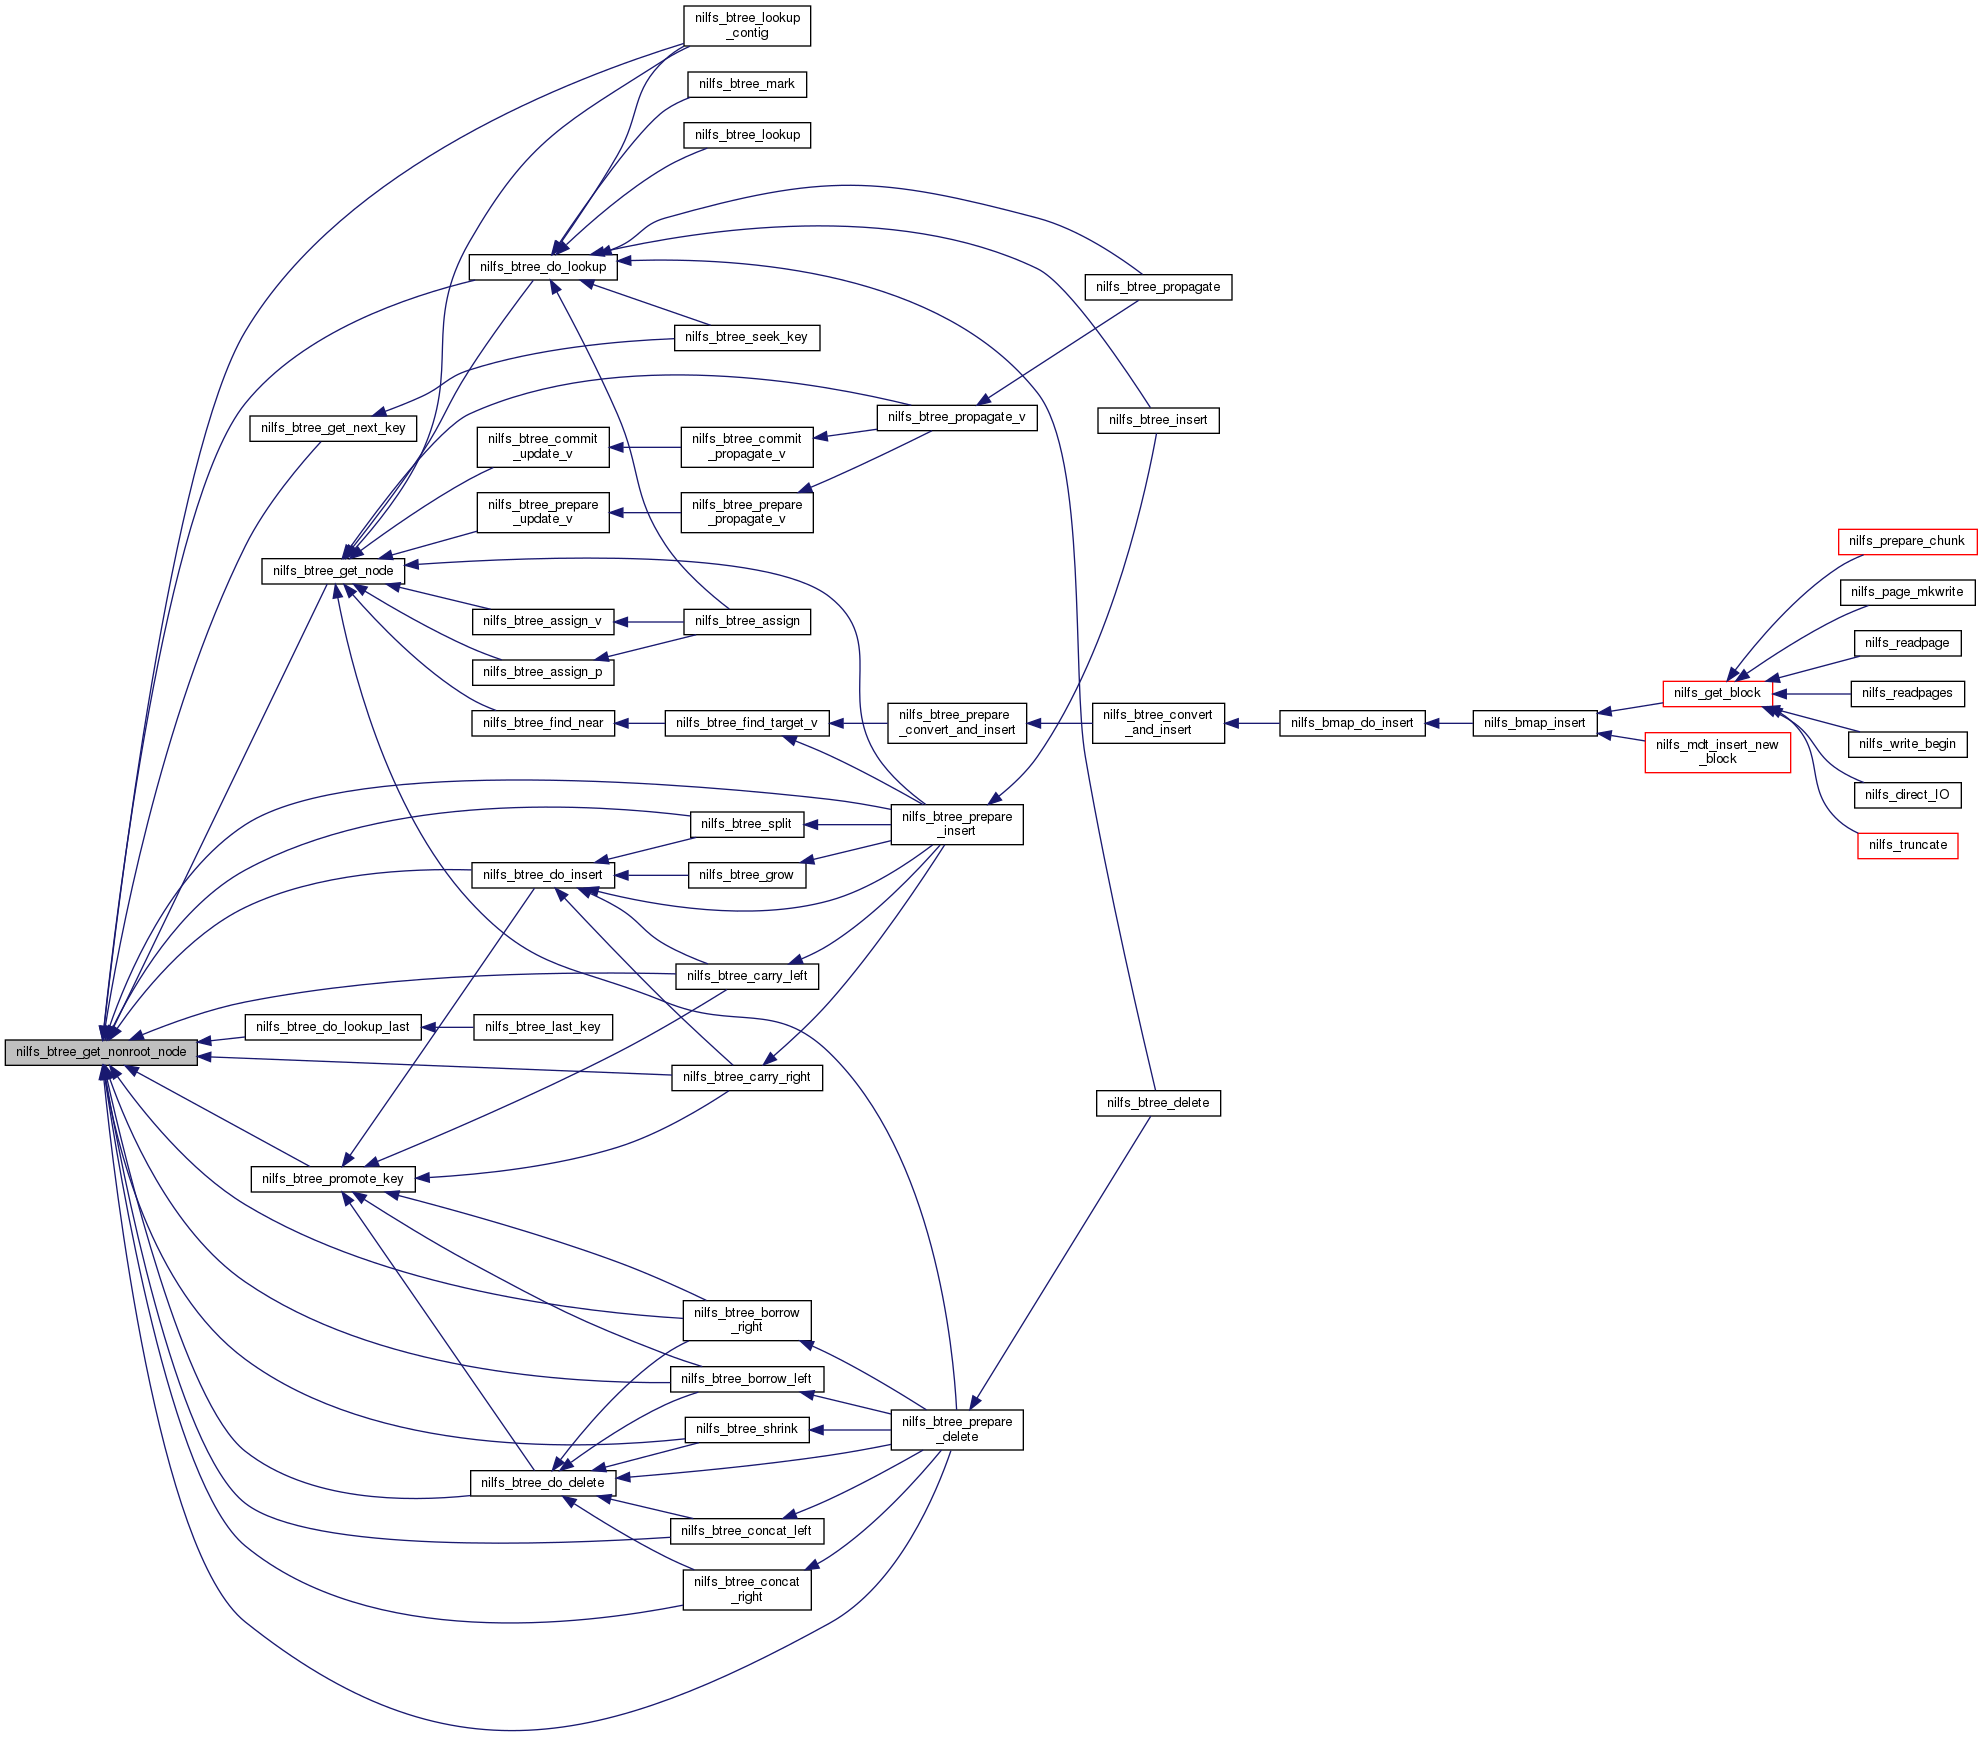 nilfs_btree_lookup
_contig
nilfs_btree_mark
nilfs_btree_lookup
nilfs_btree_do_lookup
nilfs_btree_propagate
nilfs_btree_seek_key
nilfs_btree_get_next_key
nilfs_btree_propagate_v
nilfs_btree_insert
nilfs_btree_commit
_update_v
nilfs_btree_commit
_propagate_v
nilfs_btree_prepare
_update_v
nilfs_btree_prepare
_propagate_v
nilfs_prepare_chunk
nilfs_btree_get_node
nilfs_page_mkwrite
nilfs_btree_assign_v
nilfs_btree_assign
nilfs_readpage
nilfs_btree_assign_p
nilfs_get_block
nilfs_readpages
nilfs_btree_find_near
nilfs_btree_find_target_v
nilfs_btree_prepare
_convert_and_insert
nilfs_btree_convert
_and_insert
nilfs_bmap_do_insert
nilfs_bmap_insert
nilfs_write_begin
nilfs_mdt_insert_new
_block
nilfs_direct_IO
nilfs_btree_split
nilfs_btree_prepare
_insert
nilfs_truncate
nilfs_btree_do_insert
nilfs_btree_grow
nilfs_btree_carry_left
nilfs_btree_do_lookup_last
nilfs_btree_last_key
nilfs_btree_get_nonroot_node
nilfs_btree_carry_right
nilfs_btree_delete
nilfs_btree_promote_key
nilfs_btree_borrow
_right
nilfs_btree_borrow_left
nilfs_btree_shrink
nilfs_btree_prepare
_delete
nilfs_btree_do_delete
nilfs_btree_concat_left
nilfs_btree_concat
_right